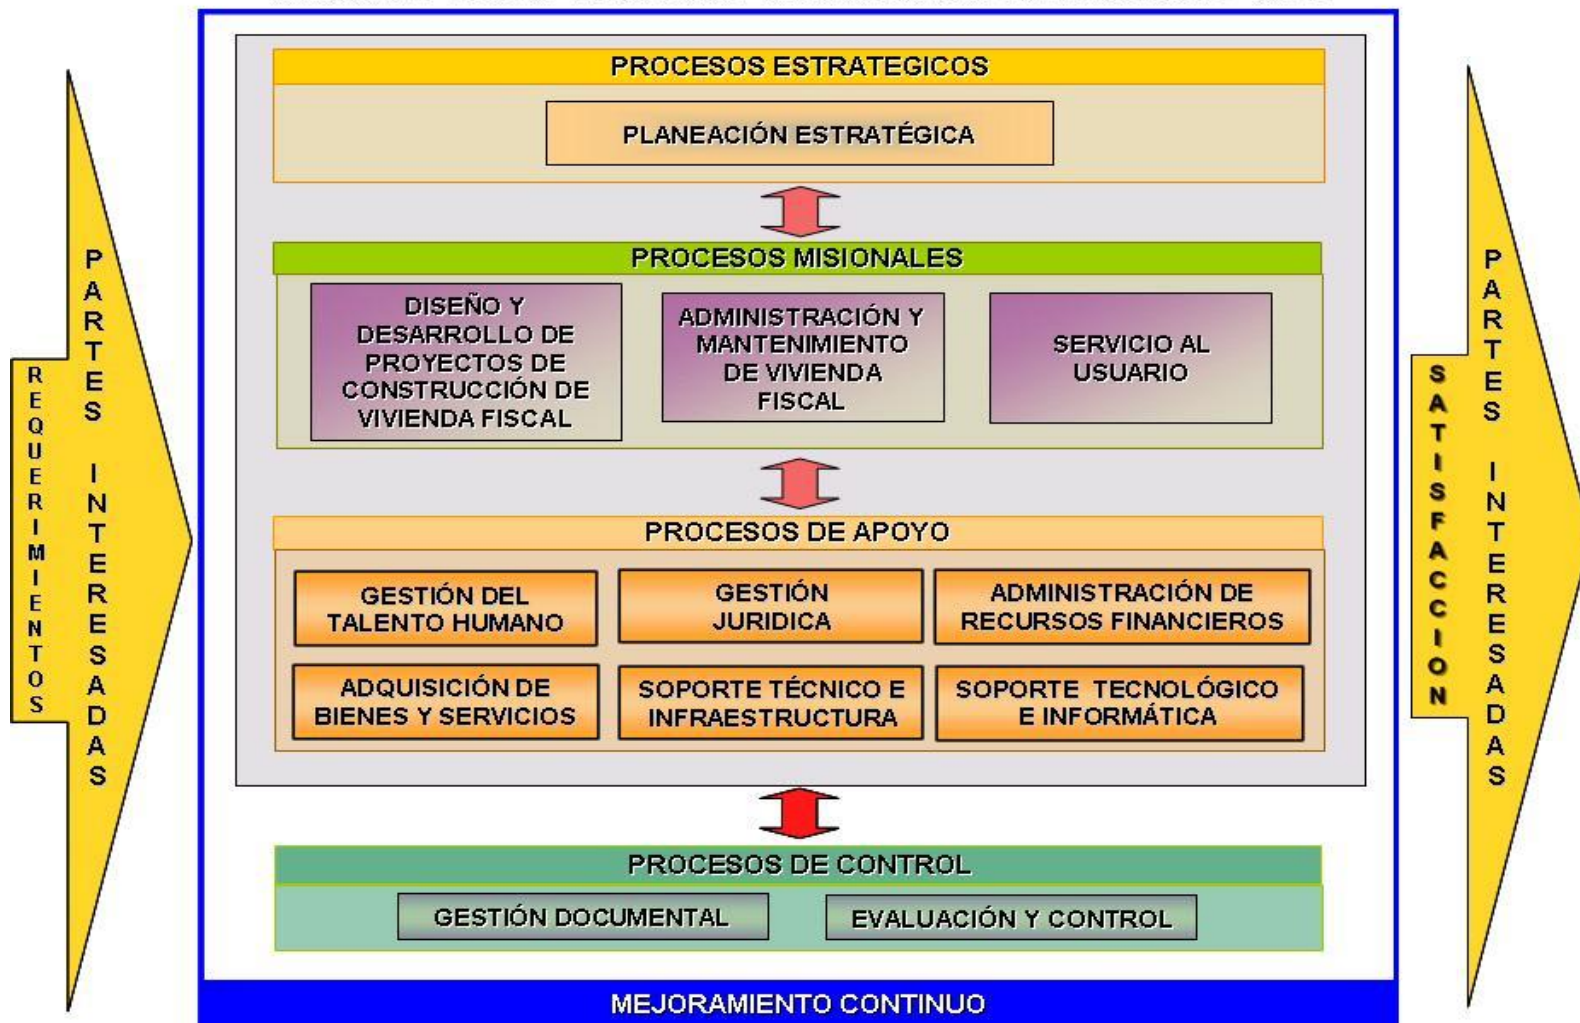 PROCESOS ESTRATEGICOS
PLANEACIÓN ESTRATÉGICA
PROCESOS MISIONALES
DISEÑO Y
DESARROLLO DE
PROYECTOS DE
CONSTRUCCIÓN DE
VIVIENDA FISCAL
ADMINISTRACIÓN Y
MANTENIMIENTO
DE VIVIENDA
FISCAL
SERVICIO AL
USUARIO
PROCESOS DE APOYO
GESTIÓN DEL
TALENTO HUMANO
GESTIÓN
JURIDICA
ADMINISTRACIÓN DE
RECURSOS FINANCIEROS
ADQUISICIÓN DE
BIENES Y SERVICIOS
SOPORTE TÉCNICO E
INFRAESTRUCTURA
SOPORTE TECNOLÓGICO
E INFORMÁTICA
PROCESOS DE CONTROL
GESTIÓN DOCUMENTAL
EVALUACIÓN Y CONTROL
MEJORAMIENTO CONTINUO
REQUERIMIENTOS
PARTES INTERESADAS
SATISFACCION
PARTES INTERESADAS